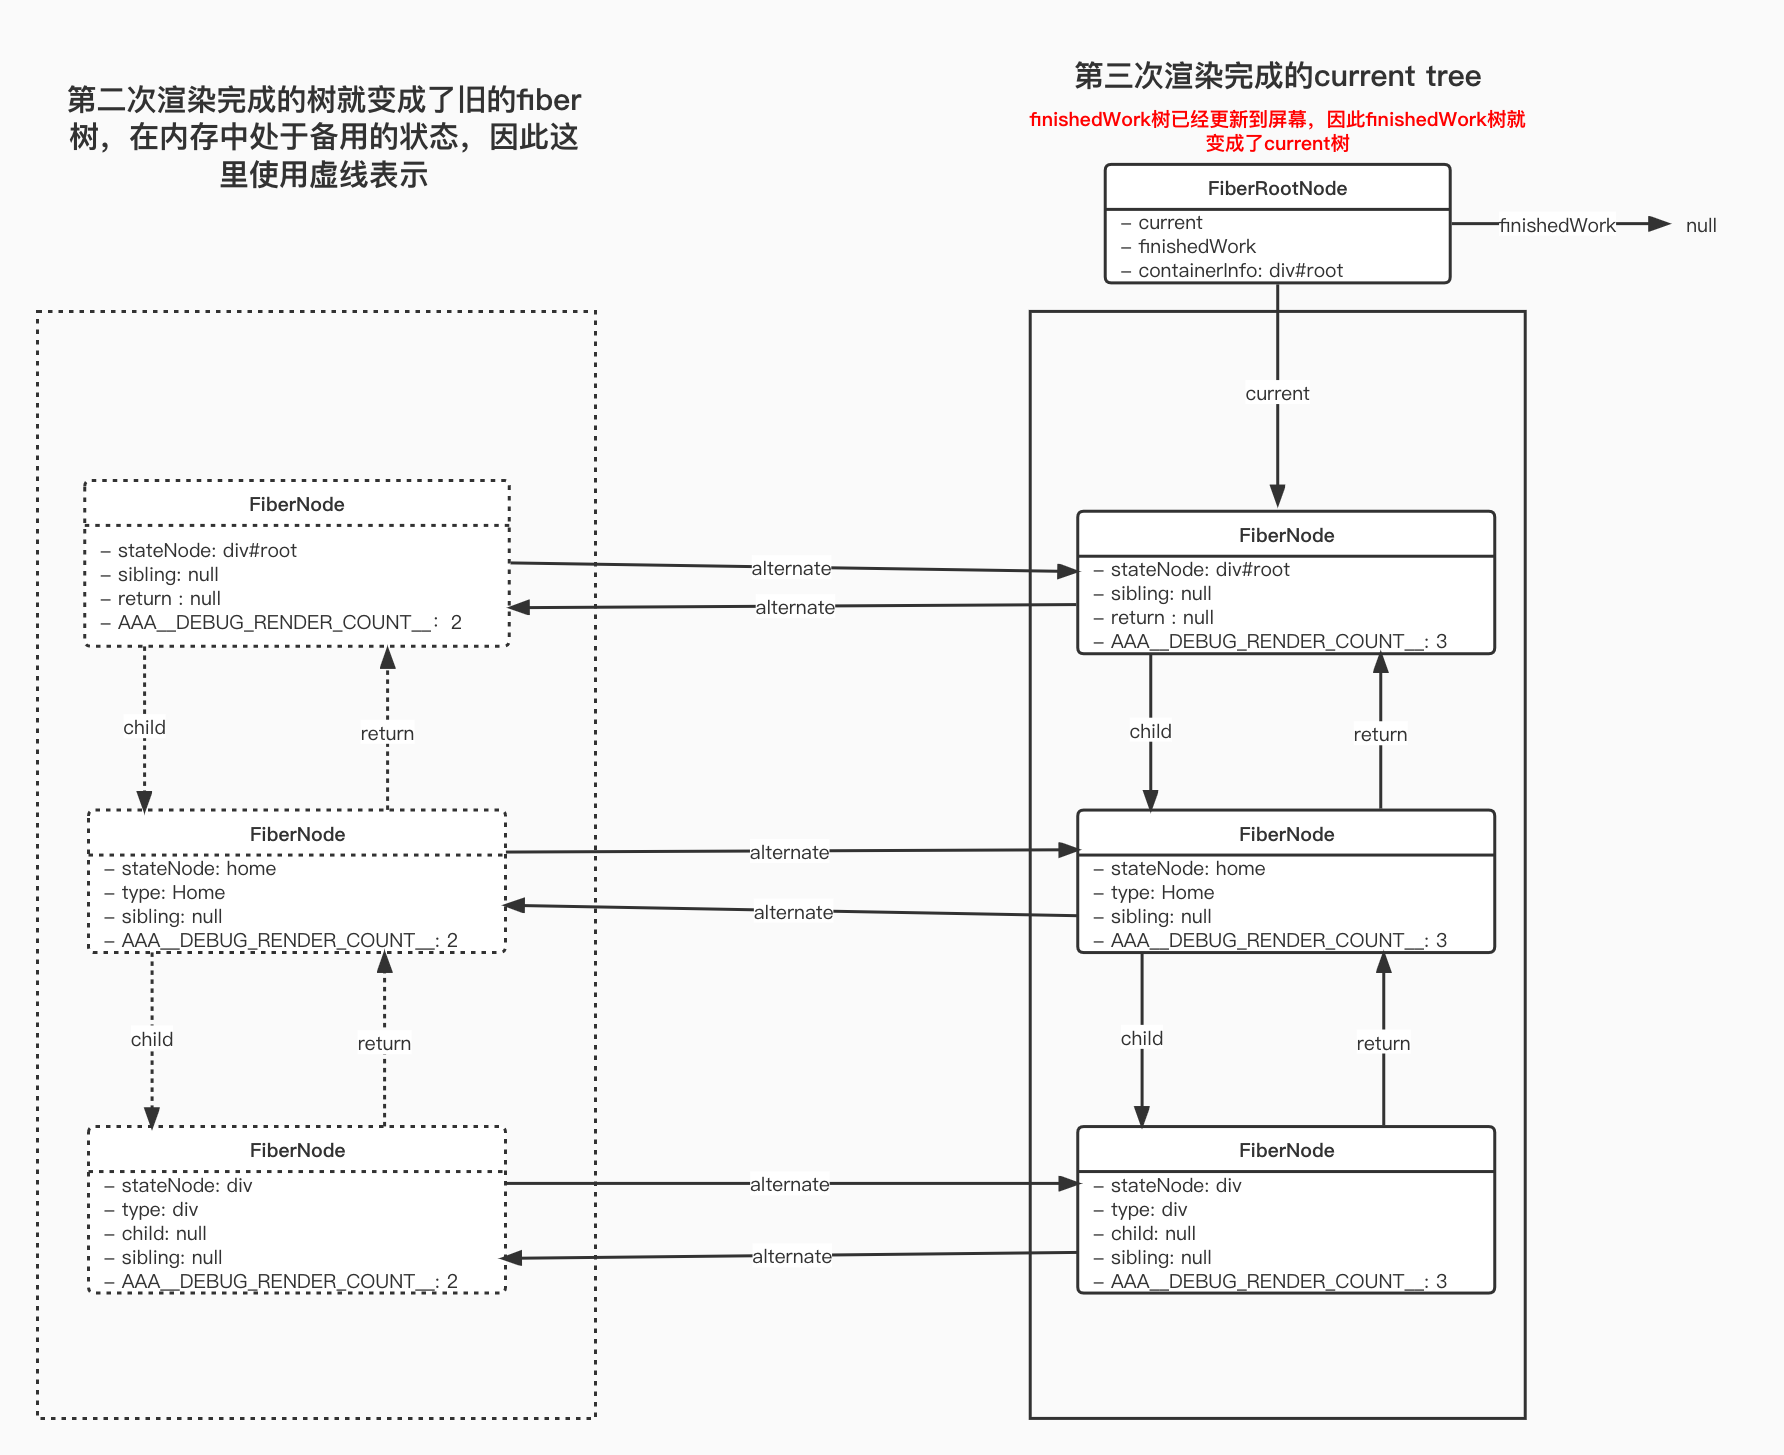 第二次渲染完成的树就变成了旧的fiber
树，在内存中处于备用的状态，因此这
里使用虚线表示
第三次渲染完成的current tree
finishedWork树已经更新到屏幕，因此finishedWork树就
变成了current树
FiberRootNode
– current
– finishedWork
– containerInfo: div#root
finishedWork
null
current
FiberNode
– stateNode: div#root
– sibling: null
– return : null
– AAA__DEBUG_RENDER_COUNT__： 2
alternate
alternate
FiberNode
– stateNode: div#root
– sibling: null
– return : null
– AAA__DEBUG_RENDER_COUNT__: 3
child
return
child
return
FiberNode
– stateNode: home
– type: Home
– sibling: null
– AAA__DEBUG_RENDER_COUNT__: 2
alternate
alternate
FiberNode
– stateNode: home
– type: Home
– sibling: null
– AAA__DEBUG_RENDER_COUNT__: 3
child
return
child
return
FiberNode
– stateNode: div
– type: div
– child: null
– sibling: null
– AAA__DEBUG_RENDER_COUNT__: 2
alternate
alternate
FiberNode
– stateNode: div
– type: div
– child: null
– sibling: null
– AAA__DEBUG_RENDER_COUNT__: 3